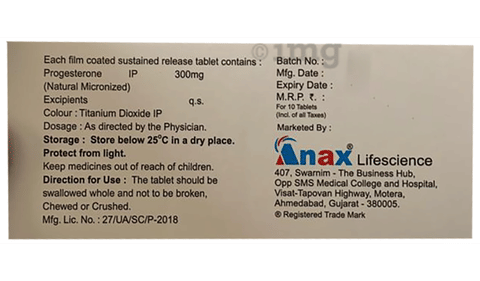 Each film coated sustained release tablet contains :
Progesterone IP 300mg
(Natural Micronized)
Excipients q.s.
Colour : Titanium Dioxide IP
Dosage : As directed by the Physician.
Storage : Store below 25°C in a dry place.
Protect from light.
Keep medicines out of reach of children.
Direction for Use : The tablet should be
swallowed whole and not to be broken,
Chewed or Crushed.
Mfg. Lic. No. : 27/UA/SC/P-2018
1mg
Batch No. :
Mfg. Date :
Expiry Date :
M.R.P. ₹. :
For 10 Tablets
(Incl. of all Taxes)
Marketed By :
Anax® Lifescience
407, Swarnim - The Business Hub,
Opp SMS Medical College and Hospital,
Visat-Tapovan Highway, Motera,
Ahmedabad, Gujarat - 380005.
® Registered Trade Mark